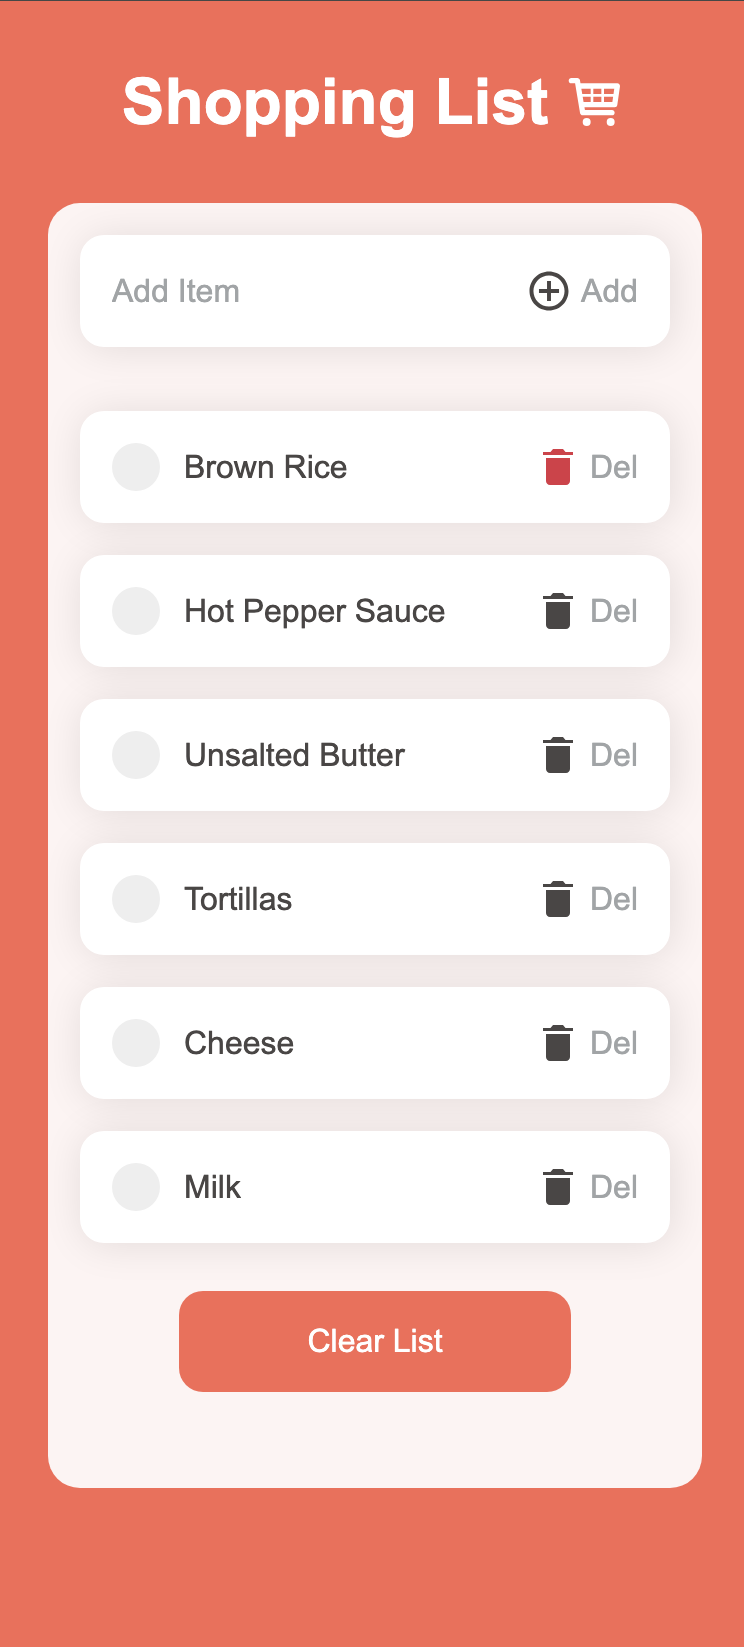 Shopping List
Add Item Add
Brown Rice Del
Hot Pepper Sauce Del
Unsalted Butter Del
Tortillas Del
Cheese Del
Milk Del
Clear List